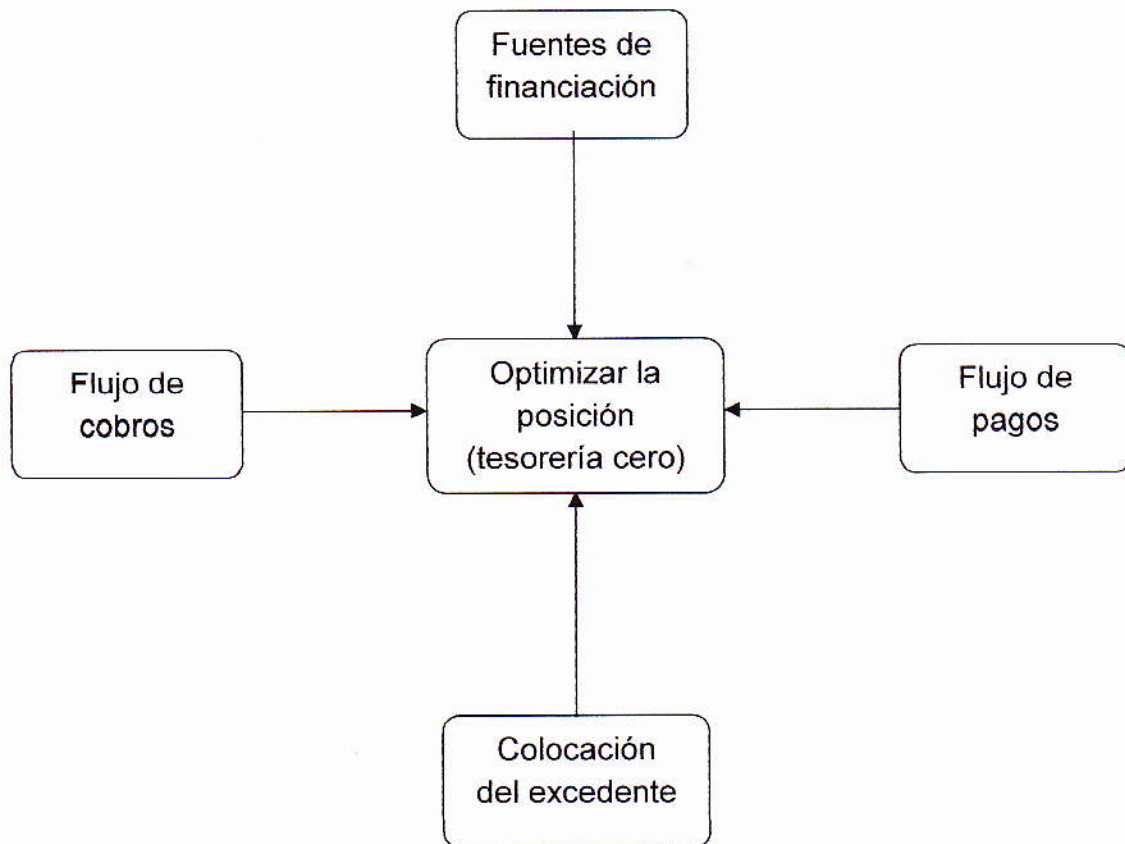 Fuentes de
financiación
Flujo de
cobros
Optimizar la
posición
(tesorería cero)
Flujo de
pagos
Colocación
del excedente